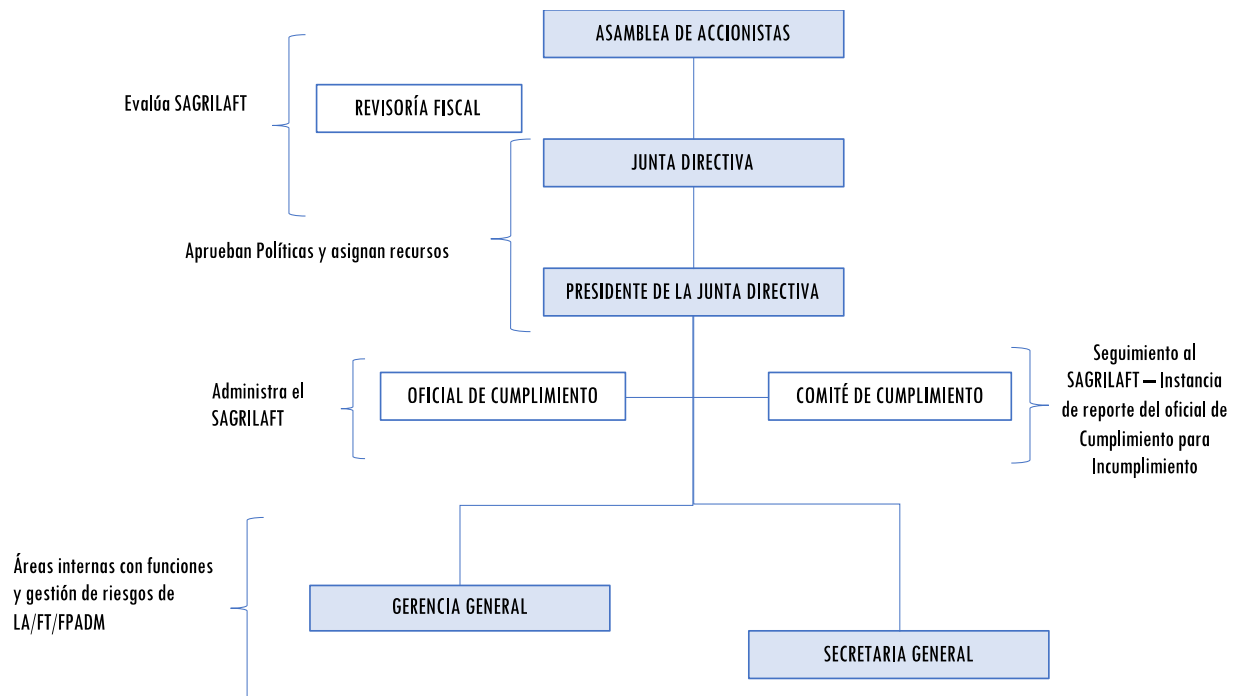 ASAMBLEA DE ACCIONISTAS
Evalúa SAGRILAFT
REVISORÍA FISCAL
JUNTA DIRECTIVA
Aprueban Políticas y asignan recursos
PRESIDENTE DE LA JUNTA DIRECTIVA
Administra el
SAGRILAFT
OFICIAL DE CUMPLIMIENTO
COMITÉ DE CUMPLIMIENTO
Seguimiento al
SAGRILAFT – Instancia
de reporte del oficial de
Cumplimiento para
Incumplimiento
Áreas internas con funciones
y gestión de riesgos de
LA/FT/FPADM
GERENCIA GENERAL
SECRETARIA GENERAL